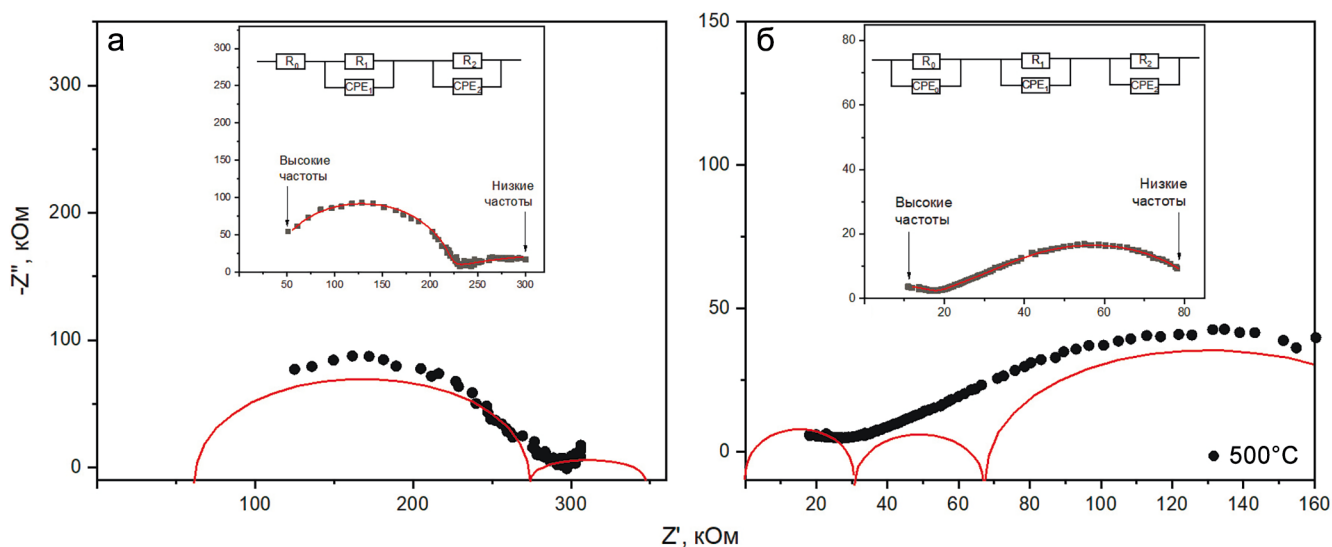 а
350
300
250
200
150
100
50
0
R0
R1
R2
CPE1
CPE2
Высокие
частоты
Низкие
частоты
50
100
150
200
250
300
300
200
100
0
100
200
300
-Z'', кОм
б
150
100
50
0
80
60
40
20
0
R0
R1
R2
CPE0
CPE1
CPE2
Высокие
частоты
Низкие
частоты
20
40
60
80
500°C
20
40
60
80
100
120
140
160
Z', кОм